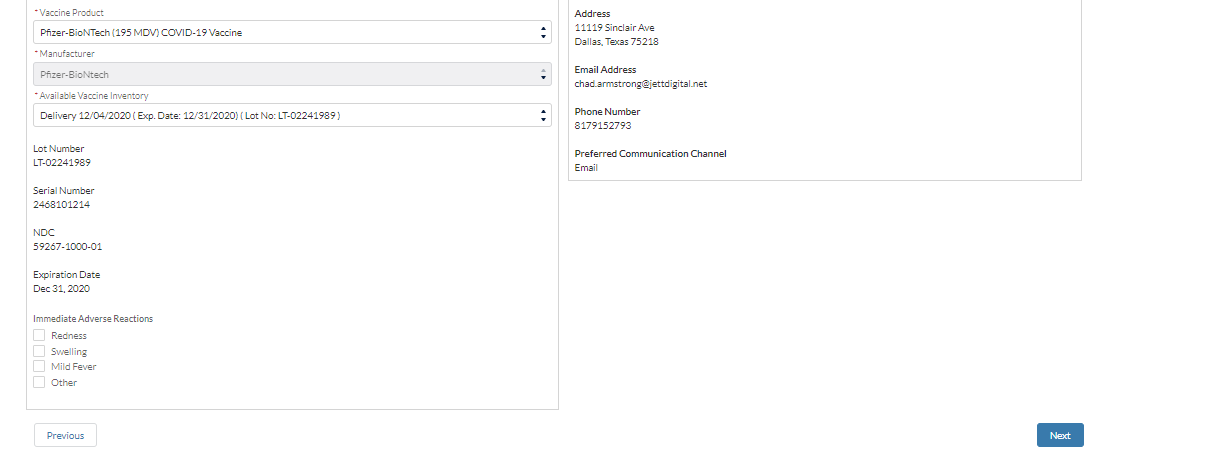 *Vaccine Product
Pfizer-BioNTech (195 MDV) COVID-19 Vaccine
*Manufacturer
Pfizer-BioNtech
*Available Vaccine Inventory
Delivery 12/04/2020 ( Exp. Date: 12/31/2020) ( Lot No: LT-02241989 )
Lot Number
LT-02241989
Serial Number
2468101214
NDC
59267-1000-01
Expiration Date
Dec 31, 2020
Immediate Adverse Reactions
Redness
Swelling
Mild Fever
Other
Address
11119 Sinclair Ave
Dallas, Texas 75218
Email Address
chad.armstrong@jettdigital.net
Phone Number
8179152793
Preferred Communication Channel
Email
Previous
Next